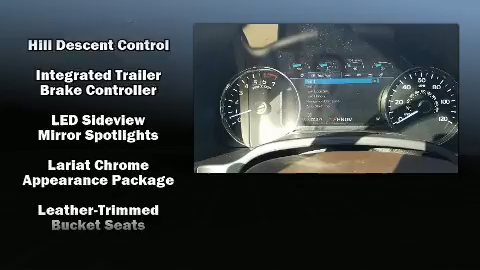 Hill Descent Control
Integrated Trailer
Brake Controller
LED Sideview
Mirror Spotlights
Lariat Chrome
Appearance Package
Leather-Trimmed
Bucket Seats